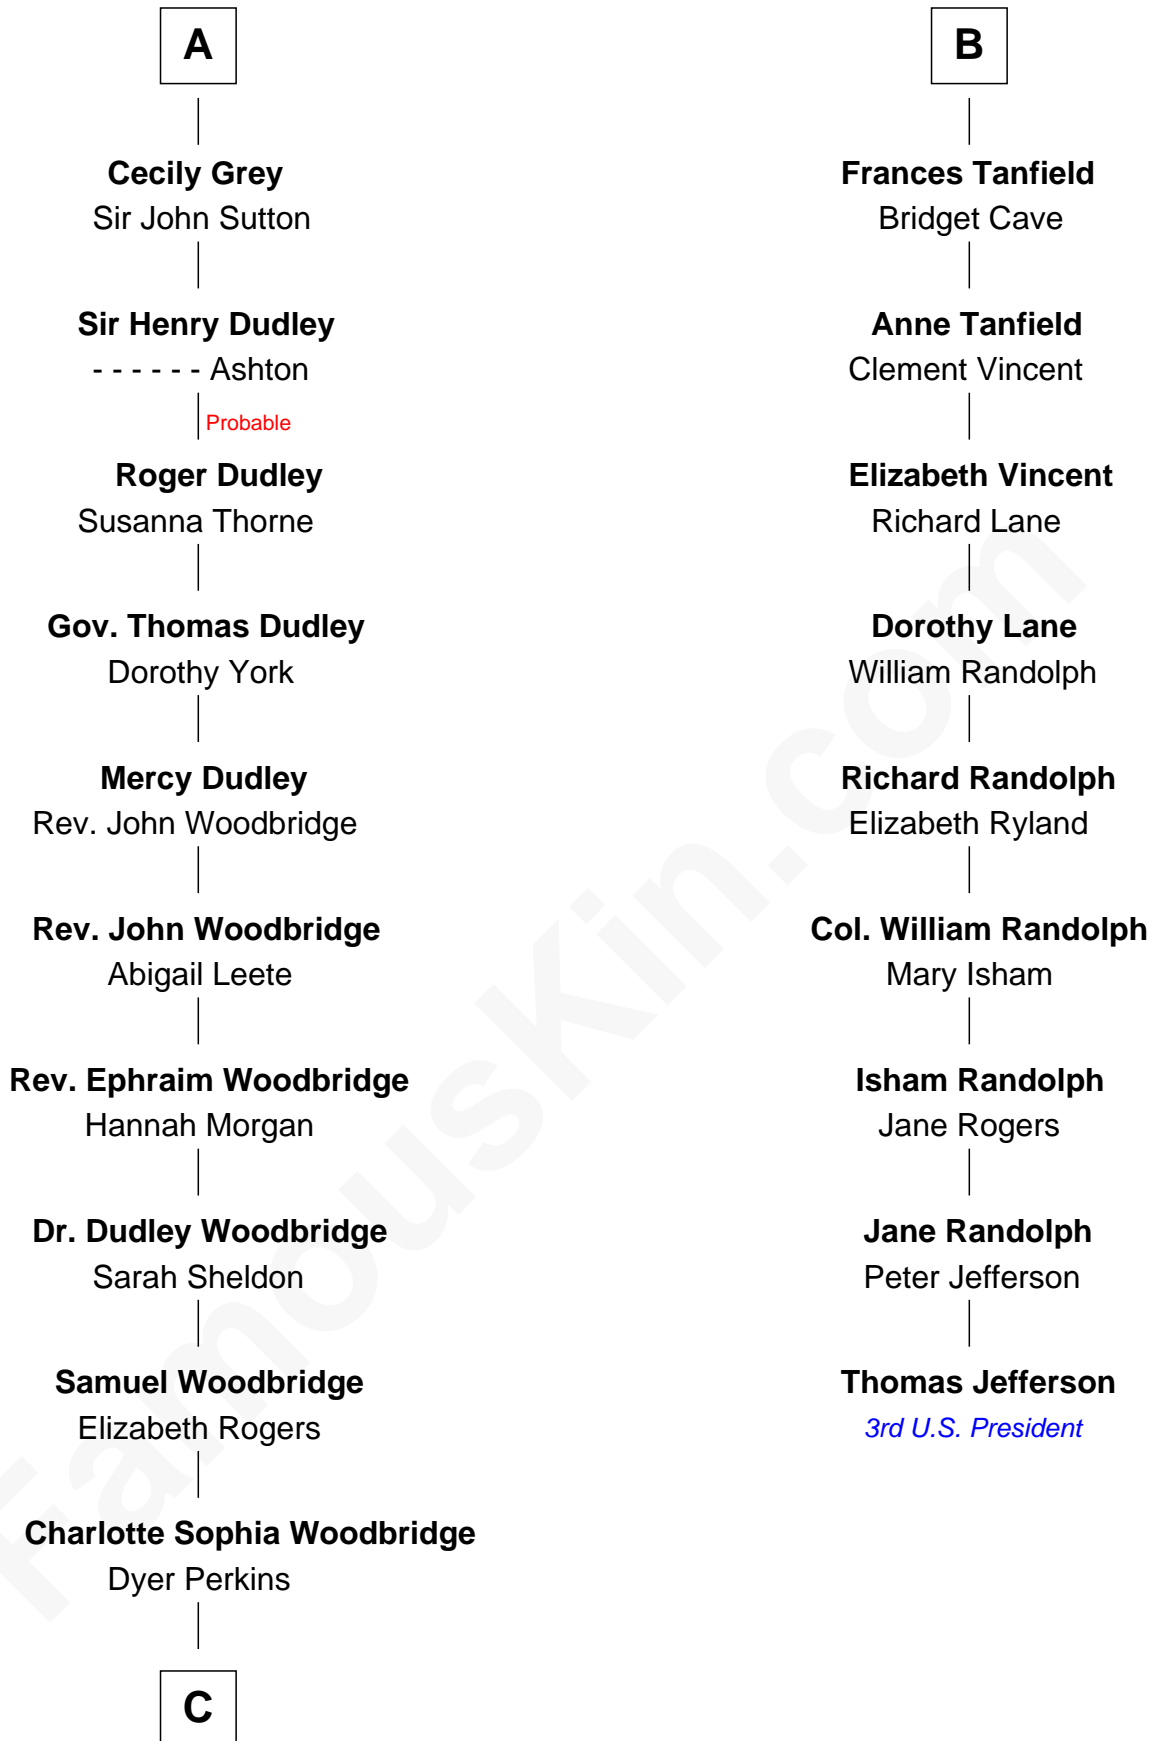 A
Cecily Grey
Sir John Sutton
Sir Henry Dudley
- - - - - - Ashton
Probable
Roger Dudley
Susanna Thorne
Gov. Thomas Dudley
Dorothy York
Mercy Dudley
Rev. John Woodbridge
Rev. John Woodbridge
Abigail Leete
Rev. Ephraim Woodbridge
Hannah Morgan
Dr. Dudley Woodbridge
Sarah Sheldon
Samuel Woodbridge
Elizabeth Rogers
Charlotte Sophia Woodbridge
Dyer Perkins
C
B
Frances Tanfield
Bridget Cave
Anne Tanfield
Clement Vincent
Elizabeth Vincent
Richard Lane
Dorothy Lane
William Randolph
Richard Randolph
Elizabeth Ryland
Col. William Randolph
Mary Isham
Isham Randolph
Jane Rogers
Jane Randolph
Peter Jefferson
Thomas Jefferson
3rd U.S. President
FamousKin.com